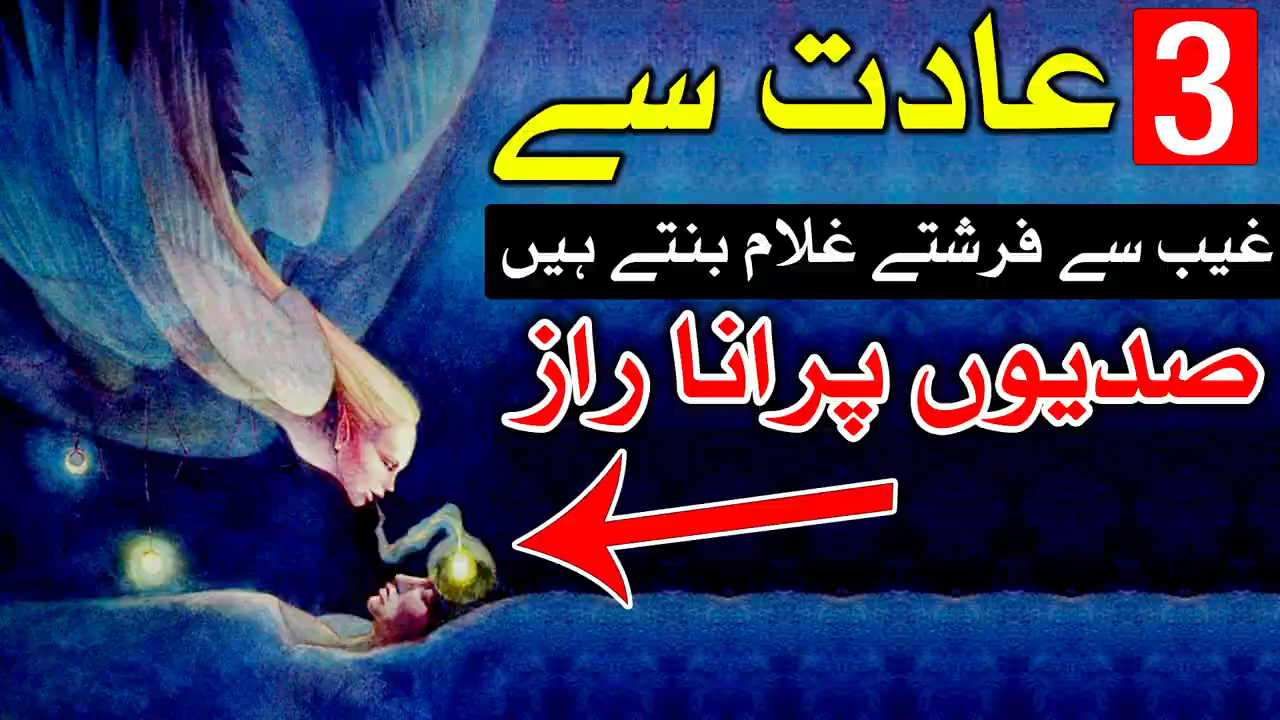 3 عادت سے
غیب سے فرشتے غلام بنتے ہیں
صدیوں پرانا راز